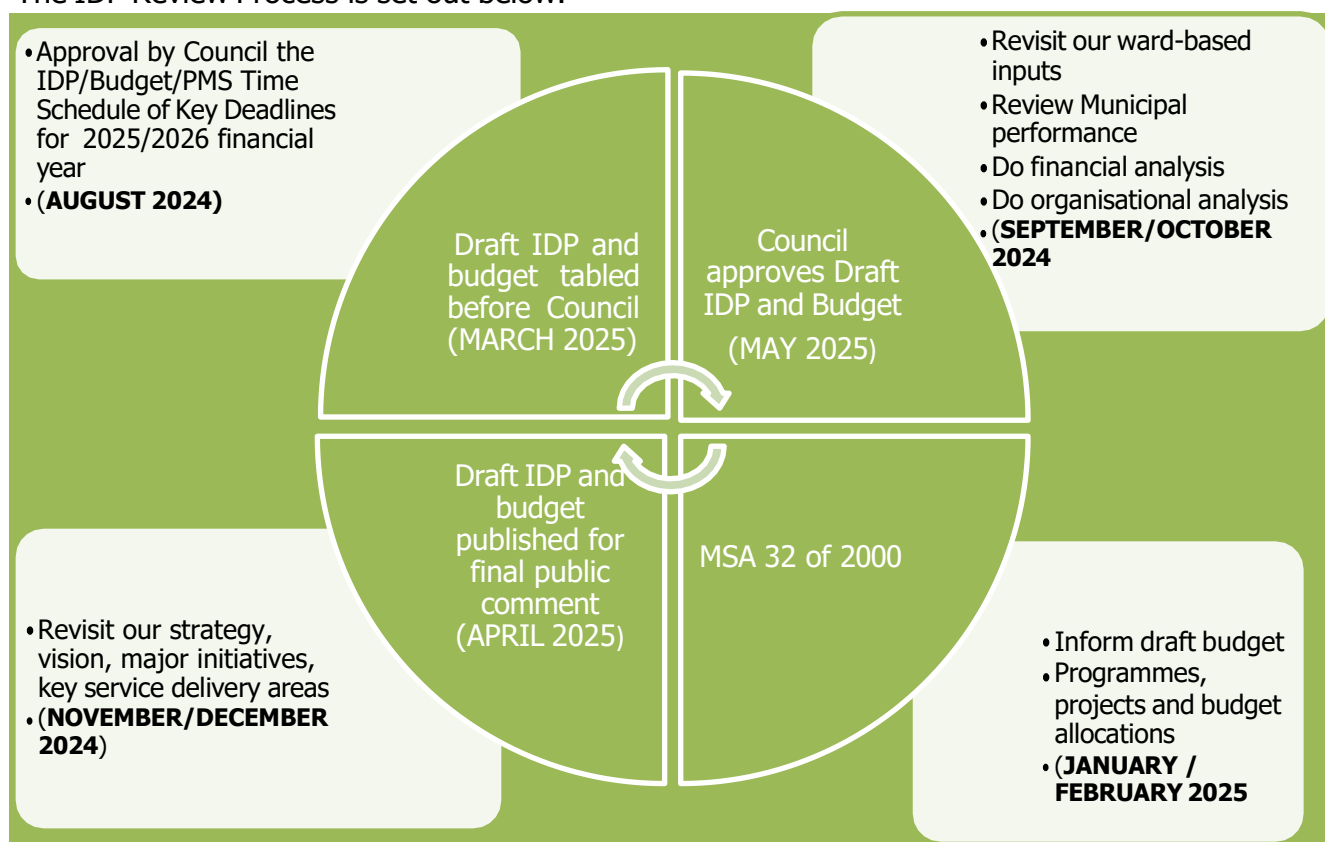 The IDP Review Process is set out below.
•Approval by Council the
IDP/Budget/PMS Time
Schedule of Key Deadlines
for 2025/2026 financial
year
•(AUGUST 2024)
•Revisit our ward-based
inputs
•Review Municipal
performance
•Do financial analysis
•Do organisational analysis
•(SEPTEMBER/OCTOBER
2024
Draft IDP and
budget tabled
before Council
(MARCH 2025)
Council
approves Draft
IDP and Budget
(MAY 2025)
Draft IDP and
budget
published for
final public
comment
(APRIL 2025)
MSA 32 of 2000
•Revisit our strategy,
vision, major initiatives,
key service delivery areas
•(NOVEMBER/DECEMBER
2024)
•Inform draft budget
•Programmes,
projects and budget
allocations
•(JANUARY /
FEBRUARY 2025